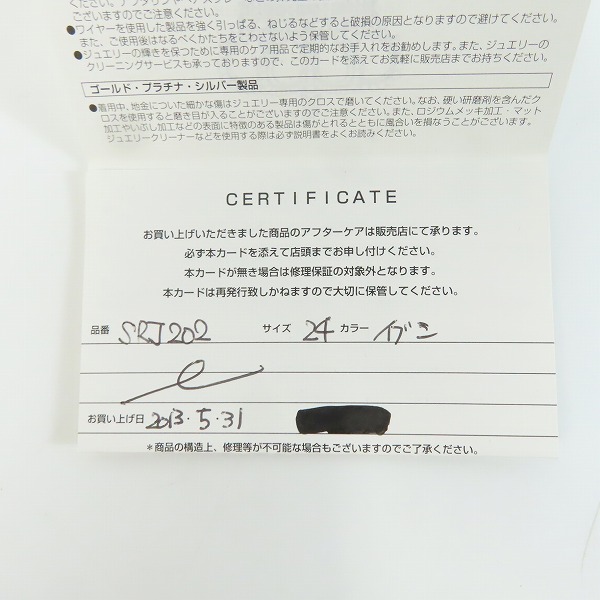 ございますのでご注意ください。
●ワイヤーを使用した製品を強く引っぱる、ねじるなどすると破損の原因となりますので避けてください。
また、ご使用後はなるべくかたちをこわさないよう保管してください。
●ジュエリーの輝きを保つために専用のケア用品で定期的なお手入れをお勧めします。また、ジュエリーの
クリーニングサービスも承っておりますので、このカードを添えてお気軽に販売店までお持ちください。
ゴールド・プラチナ・シルバー製品
●着用中、地金についた細かな傷はジュエリー専用のクロスで磨いてください。なお、硬い研磨剤を含んだク
ロスを使用すると磨き目が入ることがございますのでご注意ください。また、ロジウムメッキ加工・マット
加工やいぶし加工などの表面に特徴のある製品は傷がとれるとともに風合いを損なうことがございます。
ジュエリークリーナーなどを使用する際は必ず説明書をよくお読みください。
CERTIFICATE
お買い上げいただきました商品のアフターケアは販売店にて承ります。
必ず本カードを添えて店頭までお申し付けください。
本カードが無き場合は修理保証の対象外となります。
本カードは再発行致しかねますので大切に保管してください。
品番 SRJ202 サイズ 24 カラー イブシ
お買い上げ日 2013・5・31
＊商品の構造上、修理等が不可能な場合もございますのでご了承ください。